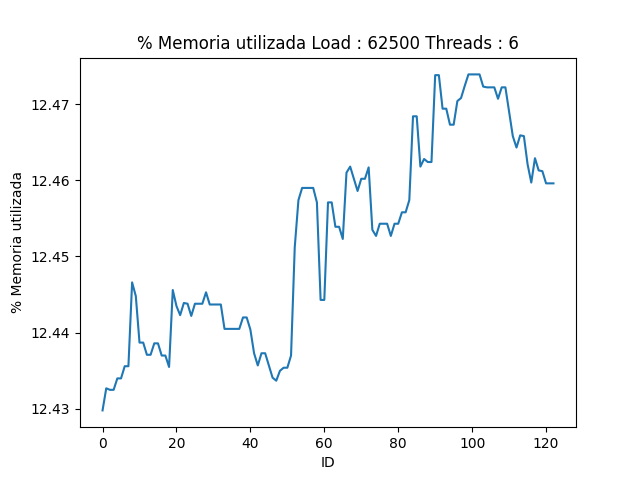 % Memoria utilizada Load : 62500 Threads : 6
12.47
12.46
12.45
12.44
12.43
% Memoria utilizada
0 20 40 60 80 100 120
ID